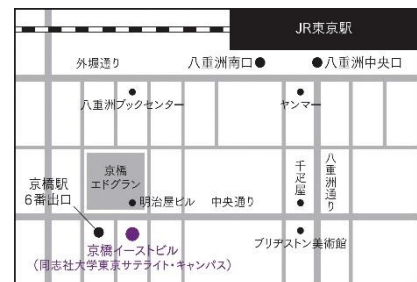 JR東京駅
外堀通り
八重洲南口
八重洲中央口
八重洲ブックセンター
ヤンマー
京橋
エドグラン
千疋屋
八重洲通り
京橋駅
6番出口
明治屋ビル
中央通り
京橋イーストビル
(同志社大学東京サテライト・キャンパス)
ブリヂストン美術館